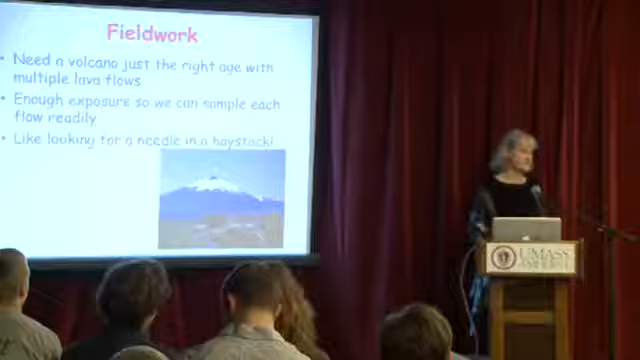 Fieldwork
• Need a volcano just the right age with
multiple lava flows
• Enough exposure so we can sample each
flow readily
• Like looking for a needle in a haystack!
UMASS
AMHERST